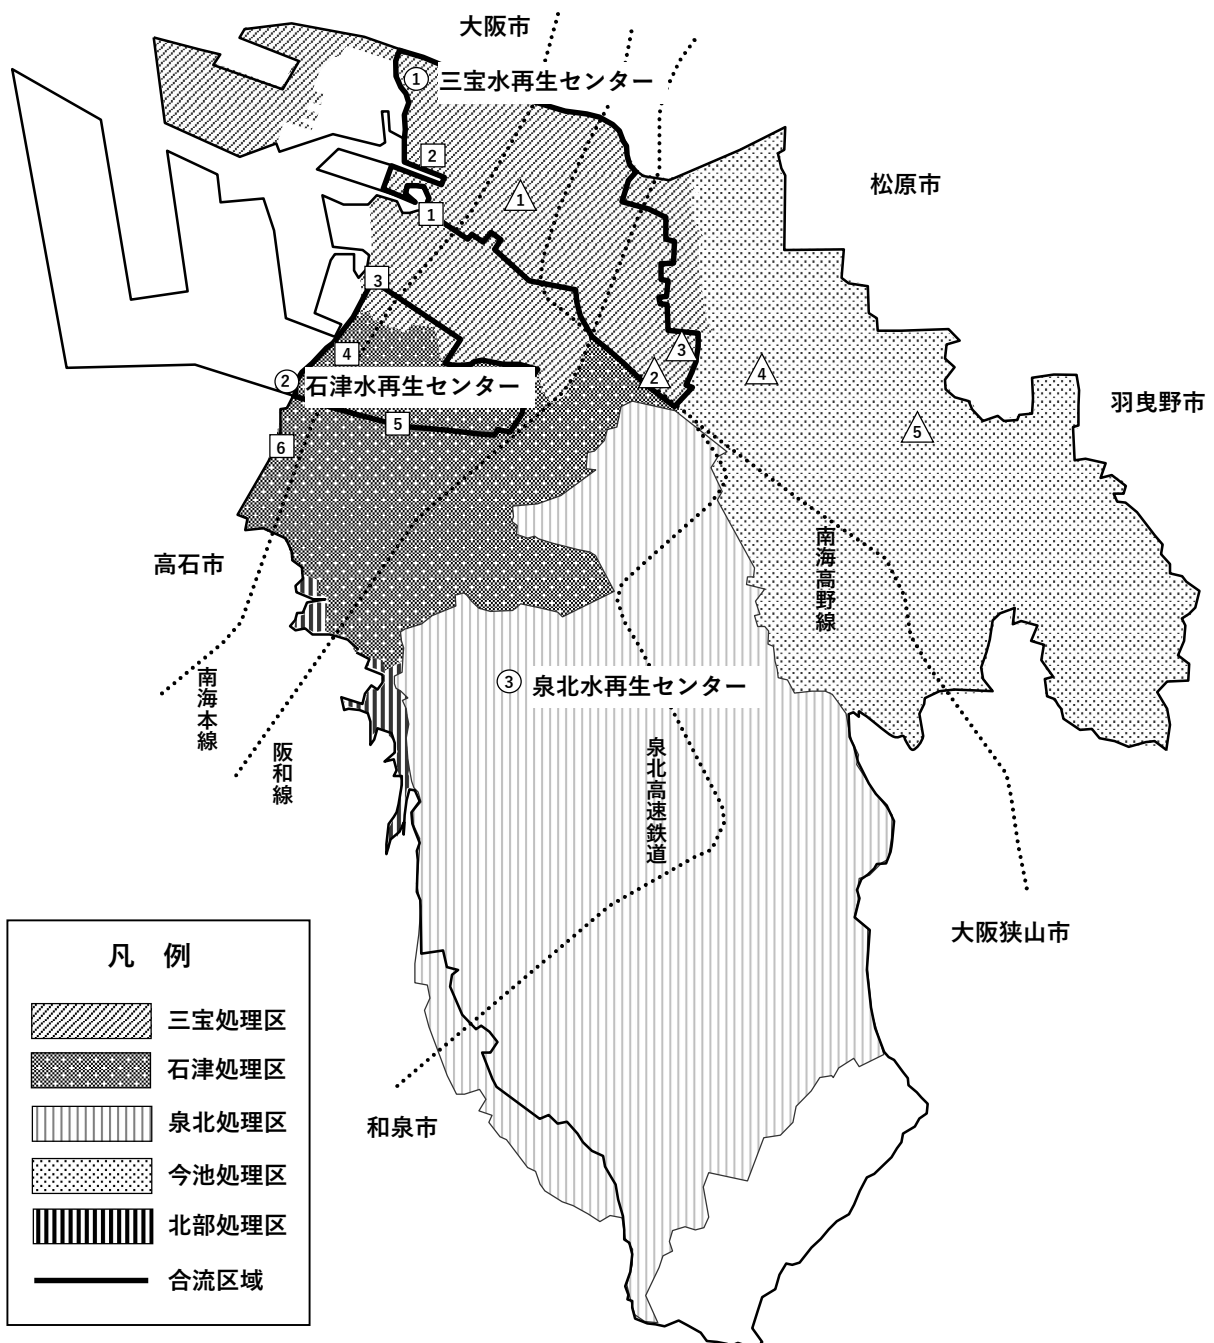 大阪市
① 三宝水再生センター
2
1
1
松原市
3
3
4
2
4
② 石津水再生センター
羽曳野市
5
5
6
南海高野線
高石市
南海本線
③ 泉北水再生センター
阪和線
泉北高速鉄道
大阪狭山市
和泉市
凡 例
三宝処理区
石津処理区
泉北処理区
今池処理区
北部処理区
合流区域